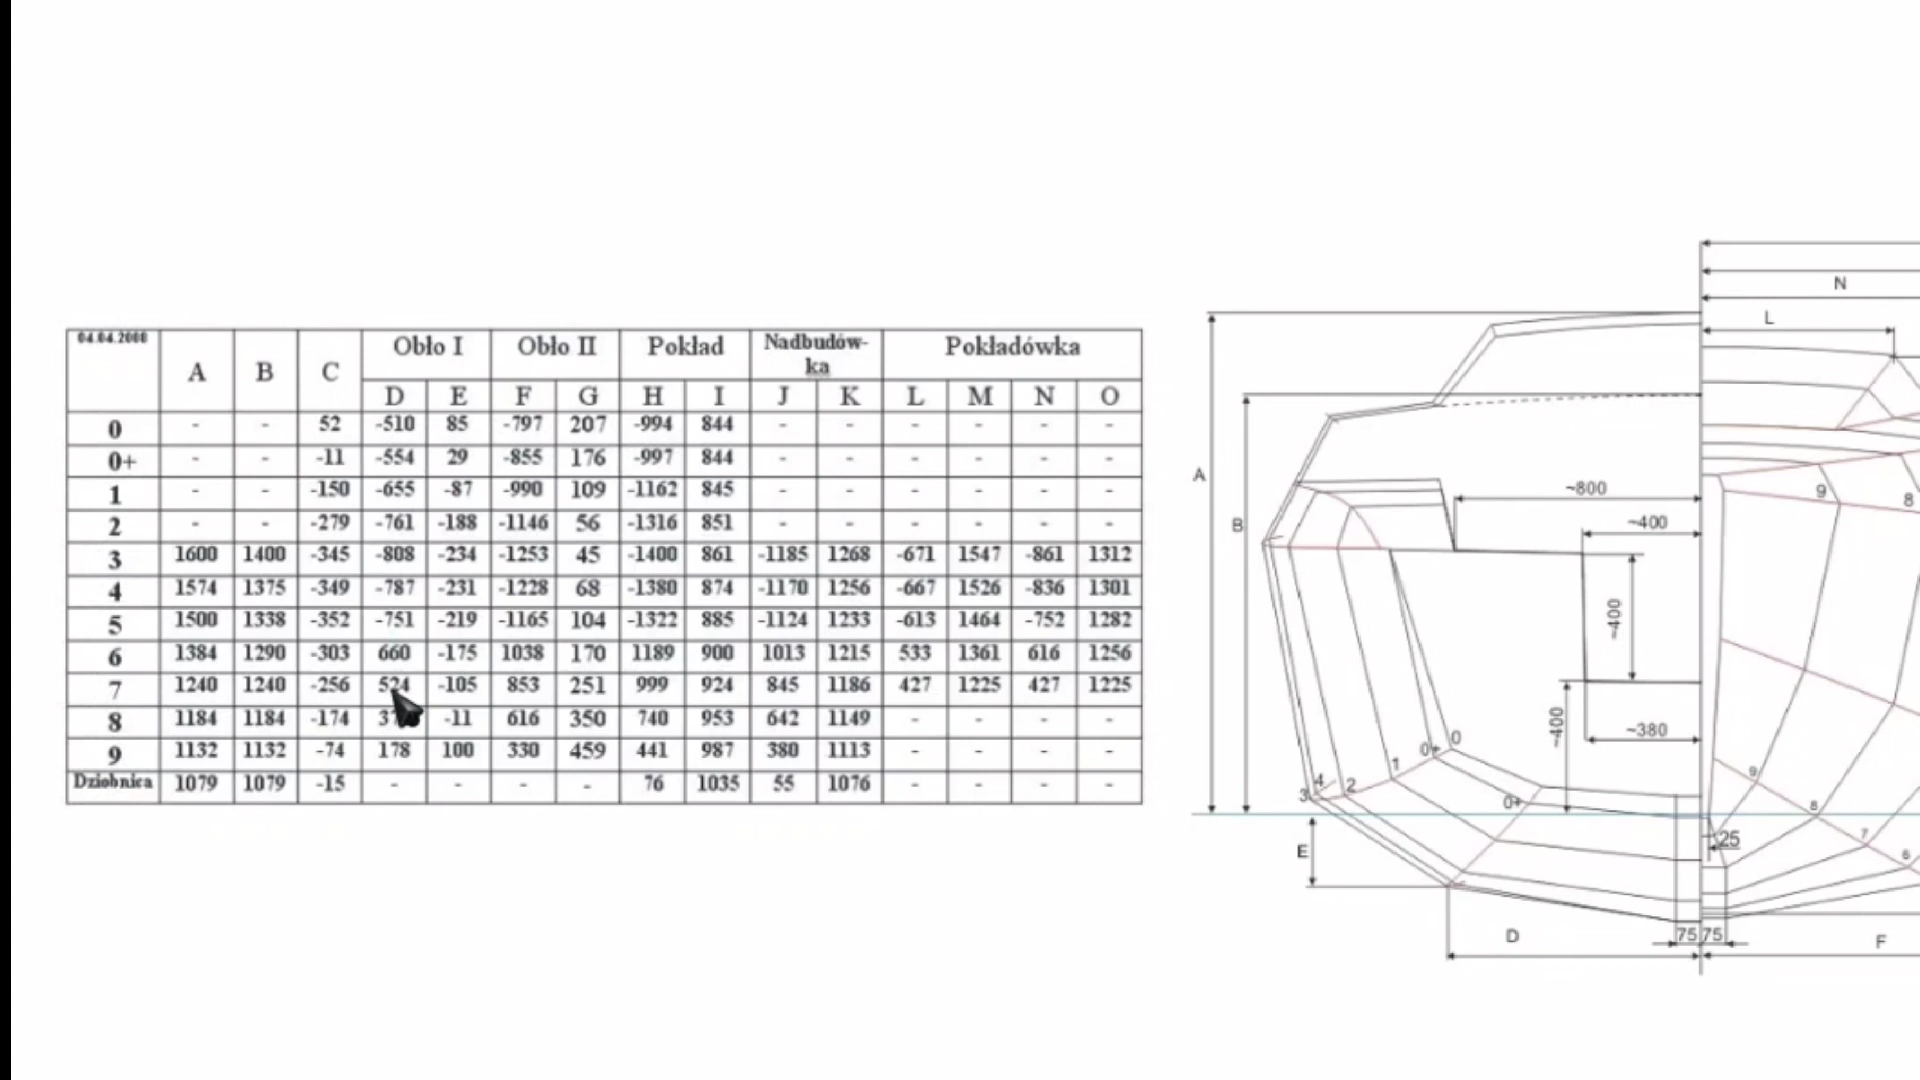 04.04.2008 A B C Obło I Obło II Pokład Nadbudów-ka Pokładówka
D E F G H I J K L M N O
0 - - 52 -510 85 -797 207 -994 844 - - - - - -
0+ - - -11 -554 29 -855 176 -997 844 - - - - - -
1 - - -150 -655 -87 -990 109 -1162 845 - - - - - -
2 - - -279 -761 -188 -1146 56 -1316 851 - - - - - -
3 1600 1400 -345 -808 -234 -1253 45 -1400 861 -1185 1268 -671 1547 -861 1312
4 1574 1375 -349 -787 -231 -1228 68 -1380 874 -1170 1256 -667 1526 -836 1301
5 1500 1338 -352 -751 -219 -1165 104 -1322 885 -1124 1233 -613 1464 -752 1282
6 1384 1290 -303 660 -175 1038 170 1189 900 1013 1215 533 1361 616 1256
7 1240 1240 -256 524 -105 853 251 999 924 845 1186 427 1225 427 1225
8 1184 1184 -174 -11 616 350 740 953 642 1149 - - - -
9 1132 1132 -74 178 100 330 459 441 987 380 1113 - - - -
Dziobnica 1079 1079 -15 - - - - 76 1035 55 1076 - - - -
N
L
A
B
~800
9
8
~400
~400
~400
~380
0+ 0
1
4
3 2
0+
9
8
7
6
25
E
D
75 75
F